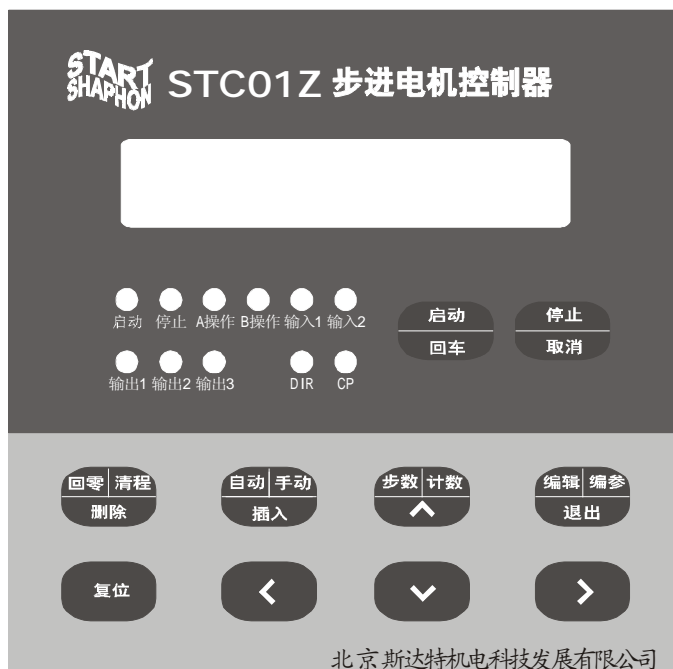 START
SHAPHON
STC01Z 步进电机控制器
启动 停止 A操作 B操作 输入1 输入2
输出1 输出2 输出3 DIR CP
启动 停止
回车 取消
回零 清程 自动 手动 步数 计数 编辑 编参
删除 插入 退出
复位
北京斯达特机电科技发展有限公司